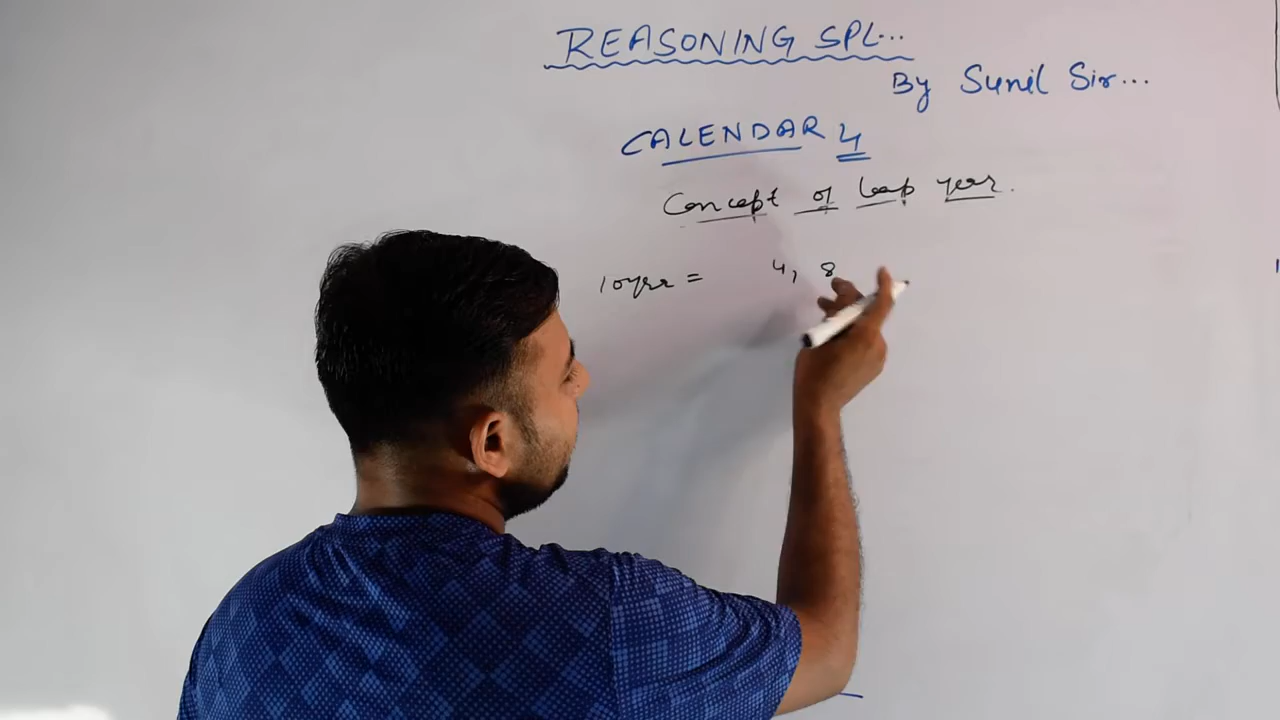 REASONING SPL...
By Sunil Sir...
CALENDAR 4
Concept of leap year.
10yrs = 4, 8